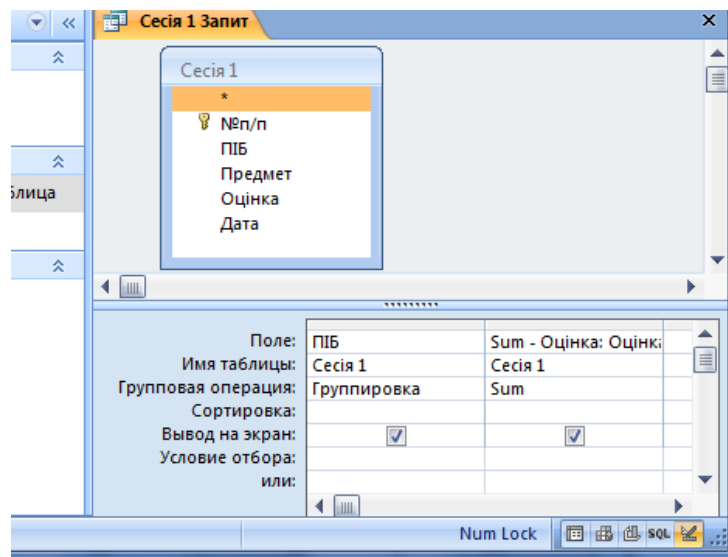 Сесія 1 Запит
Сесія 1
*
№п/п
ПІБ
Предмет
Оцінка
Дата
блица
Поле: ПІБ Sum - Оцінка: Оцінка
Имя таблицы: Сесія 1 Сесія 1
Групповая операция: Группировка Sum
Сортировка:
Вывод на экран:
Условие отбора:
или:
Num Lock SQL